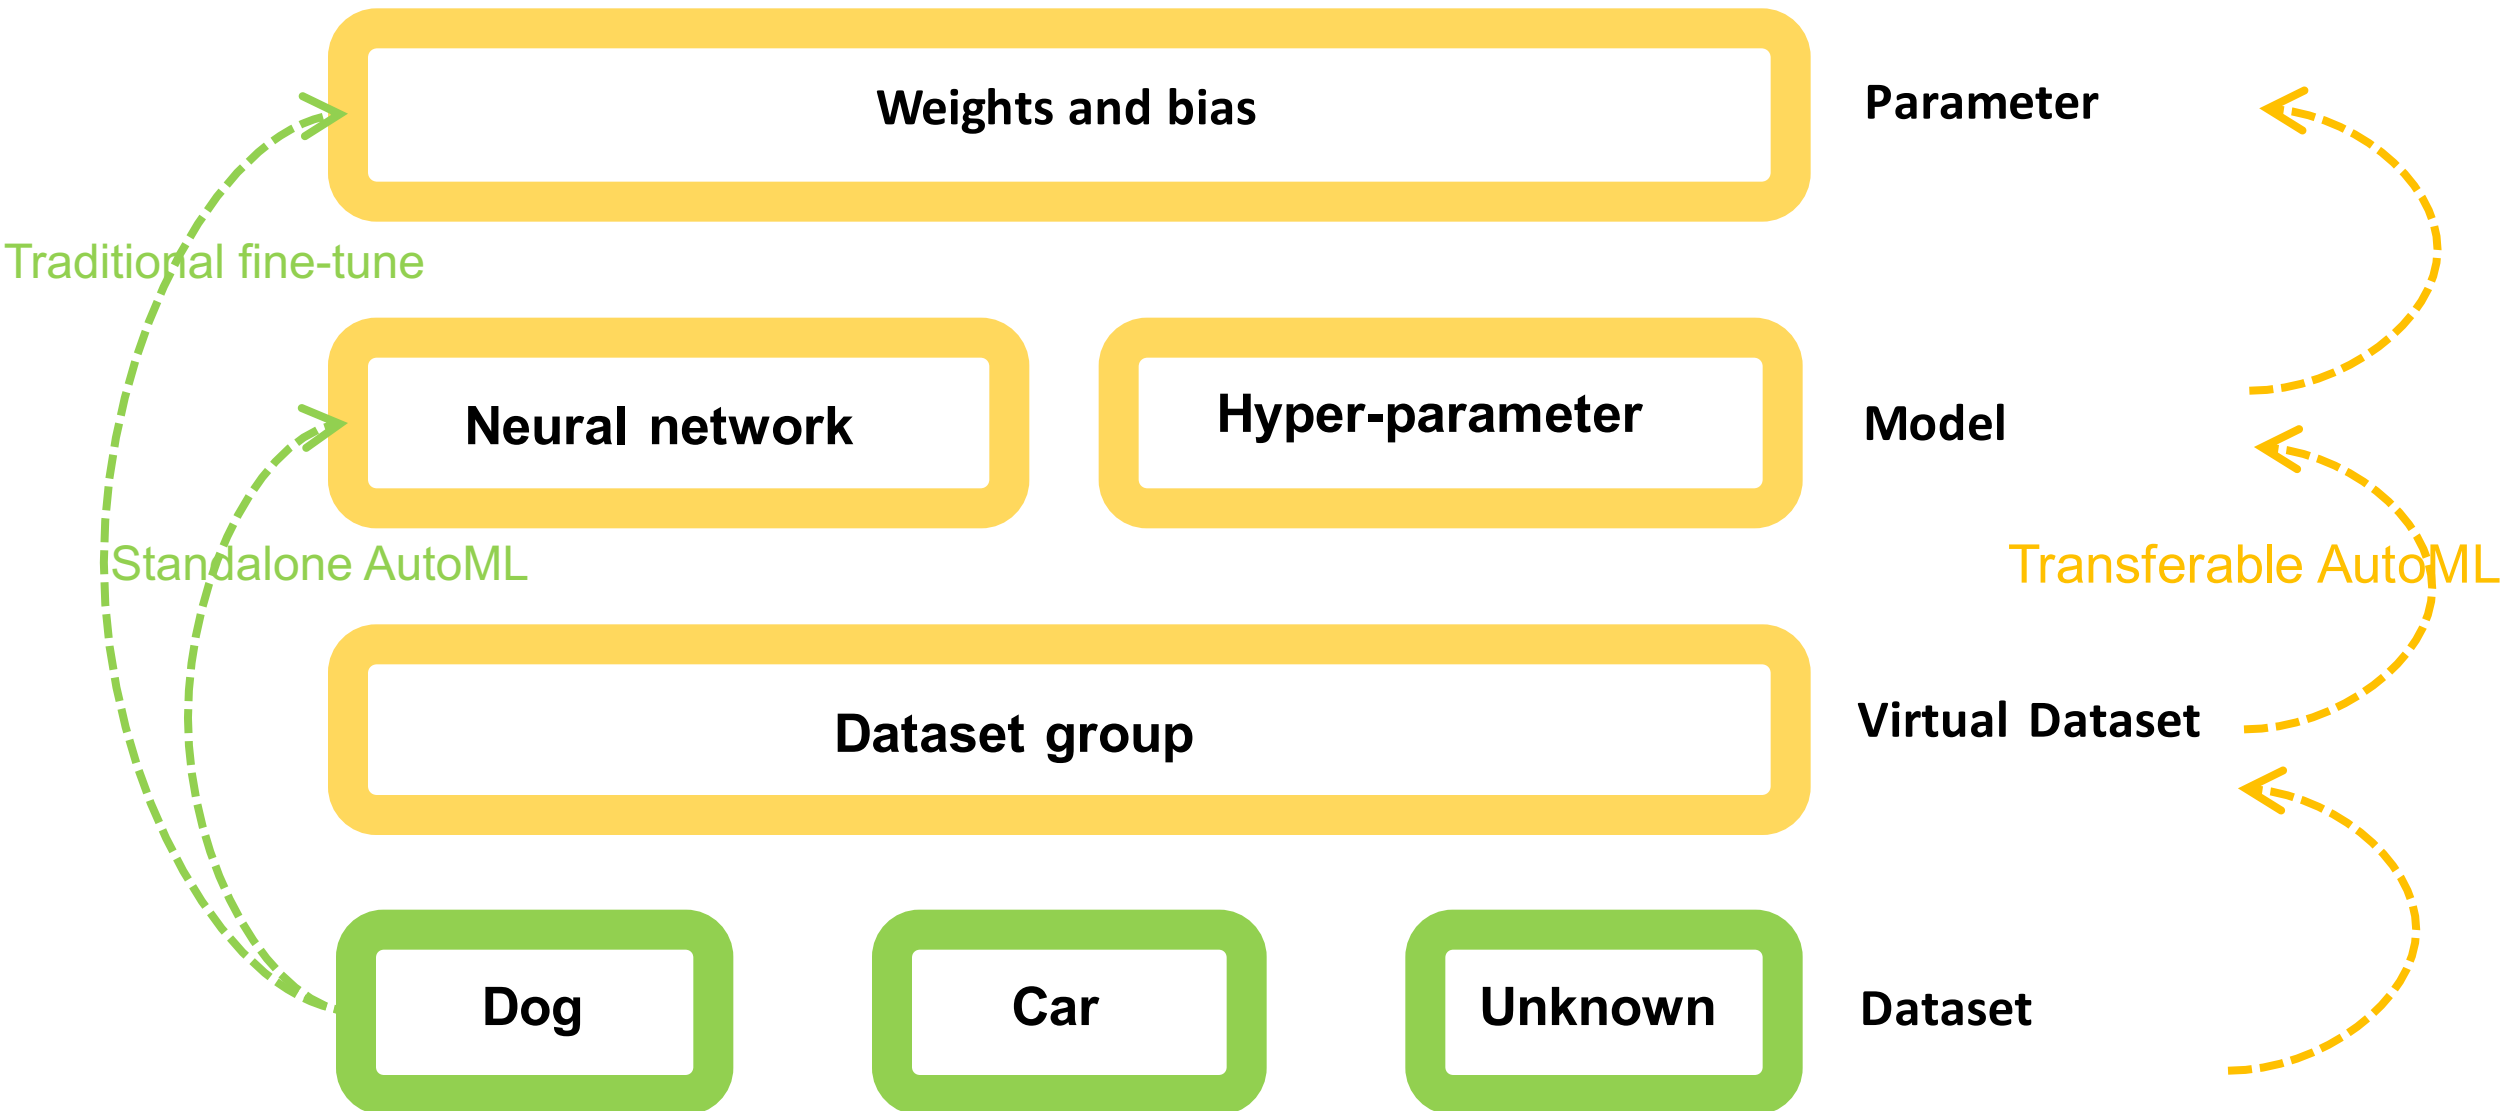 Weights and bias
Parameter
Traditional fine-tune
Neural network
Hyper-parameter
Model
Standalone AutoML
Transferable AutoML
Dataset group
Virtual Dataset
Dog
Car
Unknown
Dataset